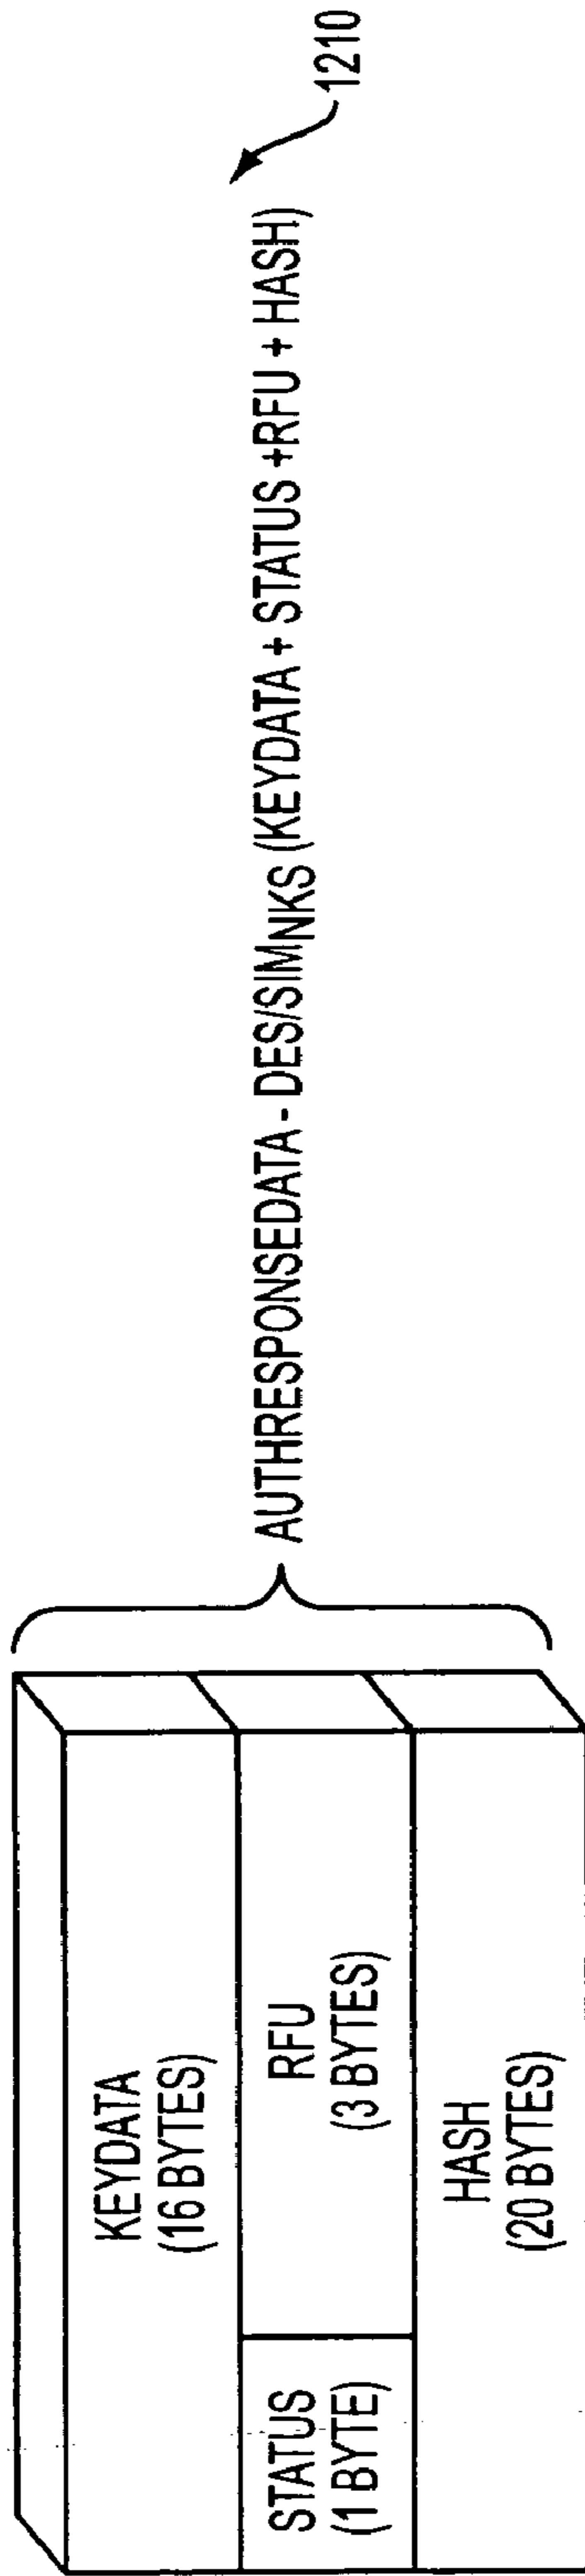 KEYDATA
(16 BYTES)
STATUS
(1 BYTE)
RFU
(3 BYTES)
HASH
(20 BYTES)
AUTHRESPONSEDATA - DES/SIMNKS (KEYDATA + STATUS +RFU + HASH)
1210